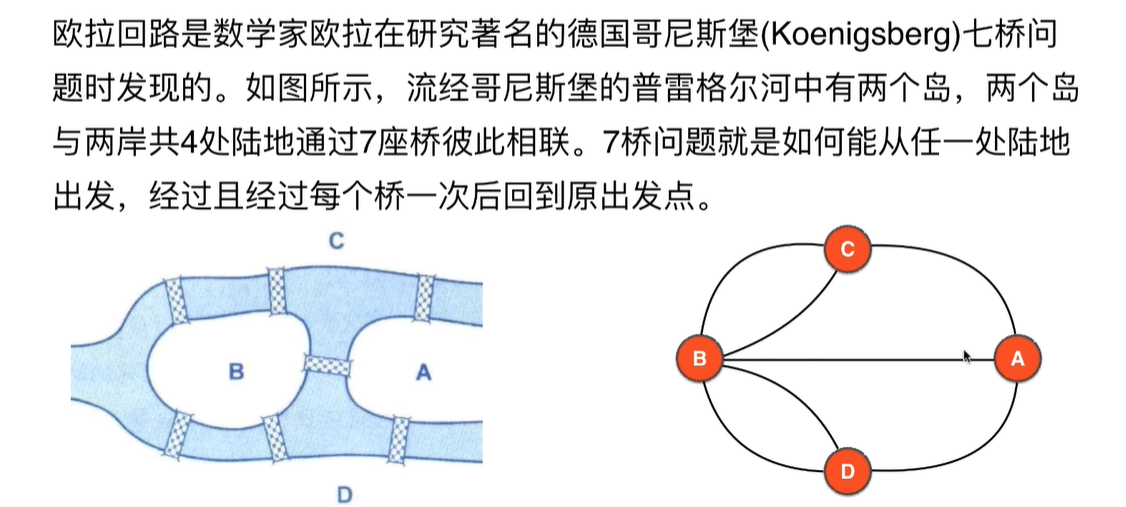 欧拉回路是数学家欧拉在研究著名的德国哥尼斯堡(Koenigsberg)七桥问
题时发现的。如图所示，流经哥尼斯堡的普雷格尔河中有两个岛，两个岛
与两岸共4处陆地通过7座桥彼此相联。7桥问题就是如何能从任一处陆地
出发，经过且经过每个桥一次后回到原出发点。
C
B
A
D
C
B
A
D